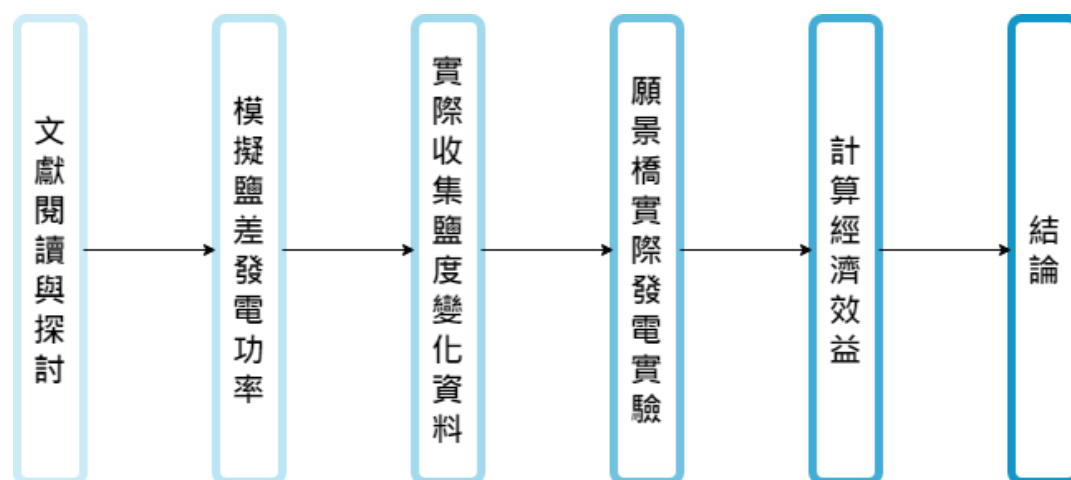 文獻閱讀與探討
模擬鹽差發電功率
實際收集鹽度變化資料
願景橋實際發電實驗
計算經濟效益
結論